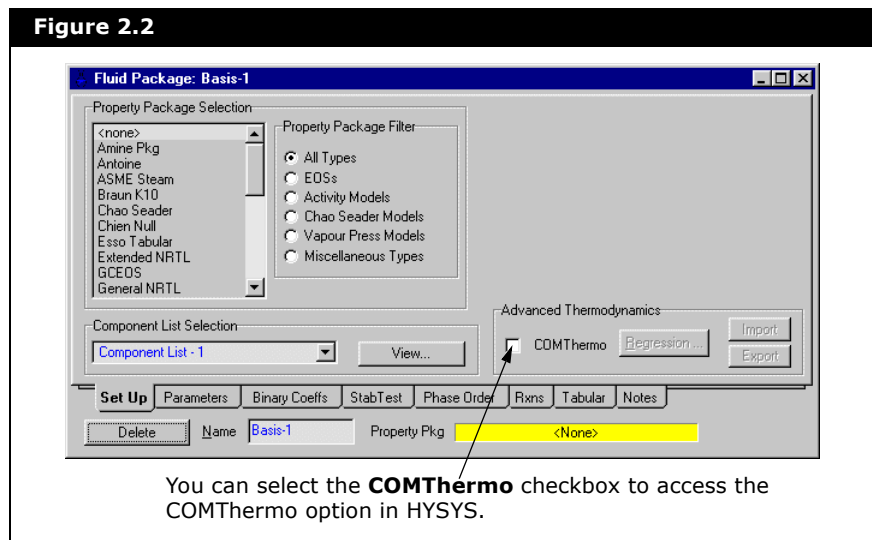 Figure 2.2
Fluid Package: Basis-1
Property Package Selection
<none>
Amine Pkg
Antoine
ASME Steam
Braun K10
Chao Seader
Chien Null
Esso Tabular
Extended NRTL
GCEOS
General NRTL
Property Package Filter
All Types
EOSs
Activity Models
Chao Seader Models
Vapour Press Models
Miscellaneous Types
Component List Selection
Component List - 1
View...
Advanced Thermodynamics
COMThermo
Regression ...
Import
Export
Set Up Parameters Binary Coeffs StabTest Phase Order Rxns Tabular Notes
Delete Name Basis-1 Property Pkg <None>
You can select the COMThermo checkbox to access the
COMThermo option in HYSYS.